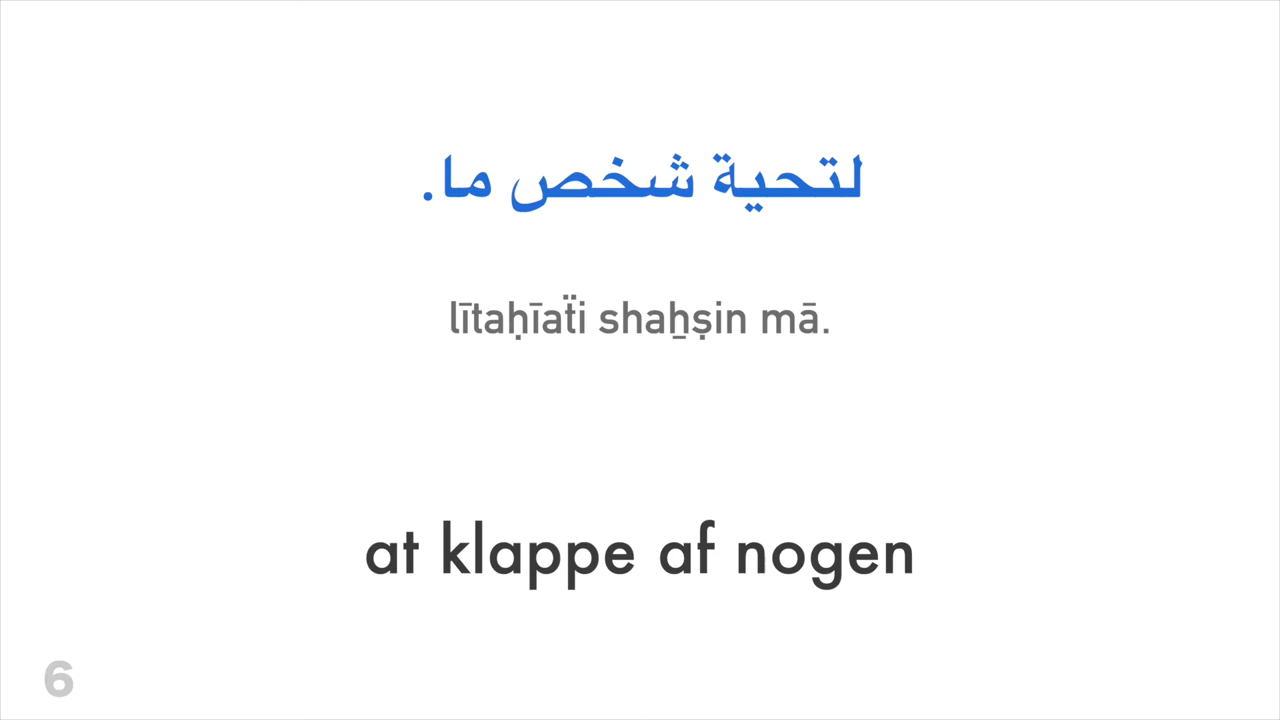 لتحية شخص ما.
lītaḥīaẗi shaẖṣin mā.
at klappe af nogen
6